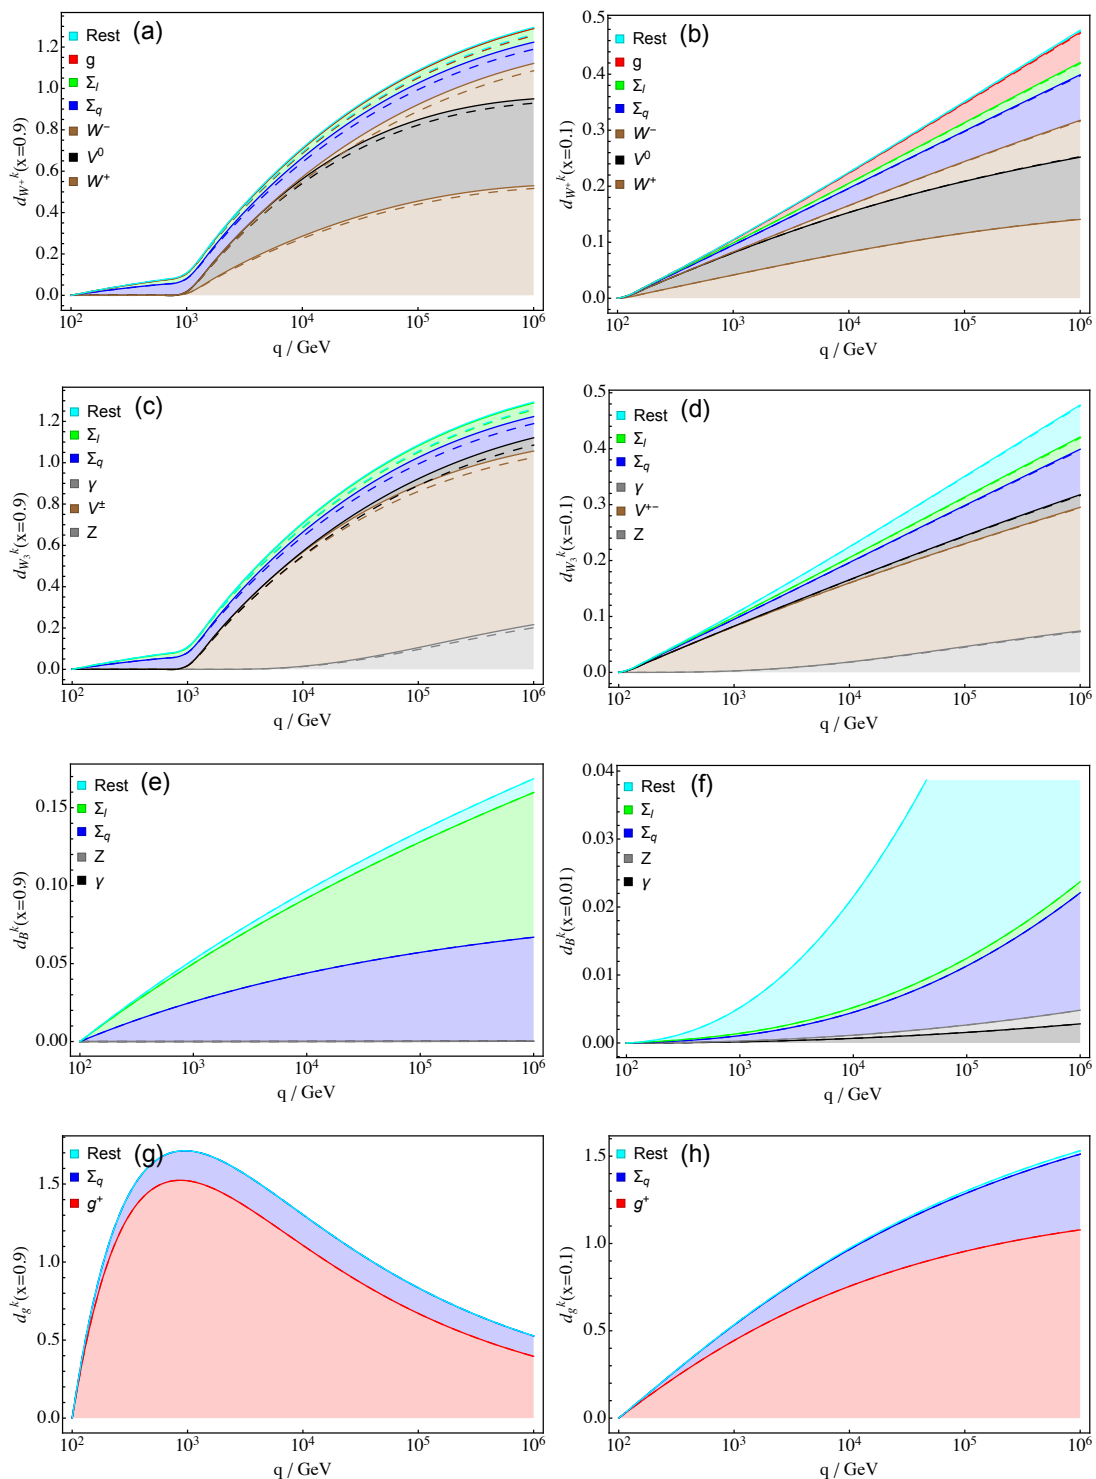 (a)
Rest
g
Σ_l
Σ_q
W⁻
V⁰
W⁺
d_{W⁺}^k(x=0.9)
1.2
1.0
0.8
0.6
0.4
0.2
0.0
10² 10³ 10⁴ 10⁵ 10⁶
q / GeV
(b)
Rest
g
Σ_l
Σ_q
W⁻
V⁰
W⁺
d_{W⁺}^k(x=0.1)
0.5
0.4
0.3
0.2
0.1
0.0
10² 10³ 10⁴ 10⁵ 10⁶
q / GeV
(c)
Rest
Σ_l
Σ_q
γ
V^±
Z
d_{W_3}^k(x=0.9)
1.2
1.0
0.8
0.6
0.4
0.2
0.0
10² 10³ 10⁴ 10⁵ 10⁶
q / GeV
(d)
Rest
Σ_l
Σ_q
γ
V⁺⁻
Z
d_{W_3}^k(x=0.1)
0.5
0.4
0.3
0.2
0.1
0.0
10² 10³ 10⁴ 10⁵ 10⁶
q / GeV
(e)
Rest
Σ_l
Σ_q
Z
γ
d_B^k(x=0.9)
0.15
0.10
0.05
0.00
10² 10³ 10⁴ 10⁵ 10⁶
q / GeV
(f)
Rest
Σ_l
Σ_q
Z
γ
d_B^k(x=0.01)
0.04
0.03
0.02
0.01
0.00
10² 10³ 10⁴ 10⁵ 10⁶
q / GeV
(g)
Rest
Σ_q
g⁺
d_g^k(x=0.9)
1.5
1.0
0.5
0.0
10² 10³ 10⁴ 10⁵ 10⁶
q / GeV
(h)
Rest
Σ_q
g⁺
d_g^k(x=0.1)
1.5
1.0
0.5
0.0
10² 10³ 10⁴ 10⁵ 10⁶
q / GeV